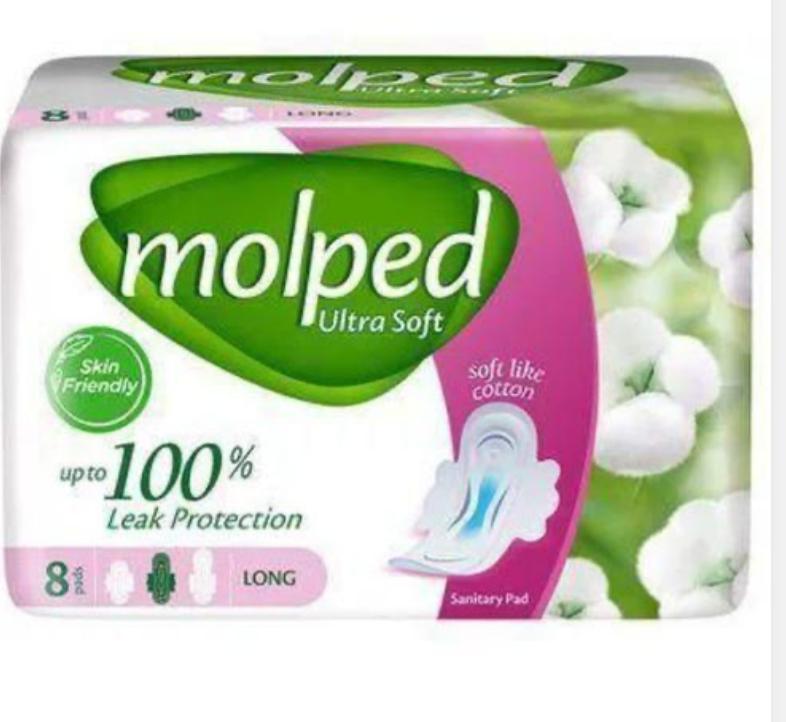 molped
Ultra Soft
8 LONG
molped
Ultra Soft
Skin
Friendly
soft like
cotton
up to 100%
Leak Protection
8 pads LONG
Sanitary Pad